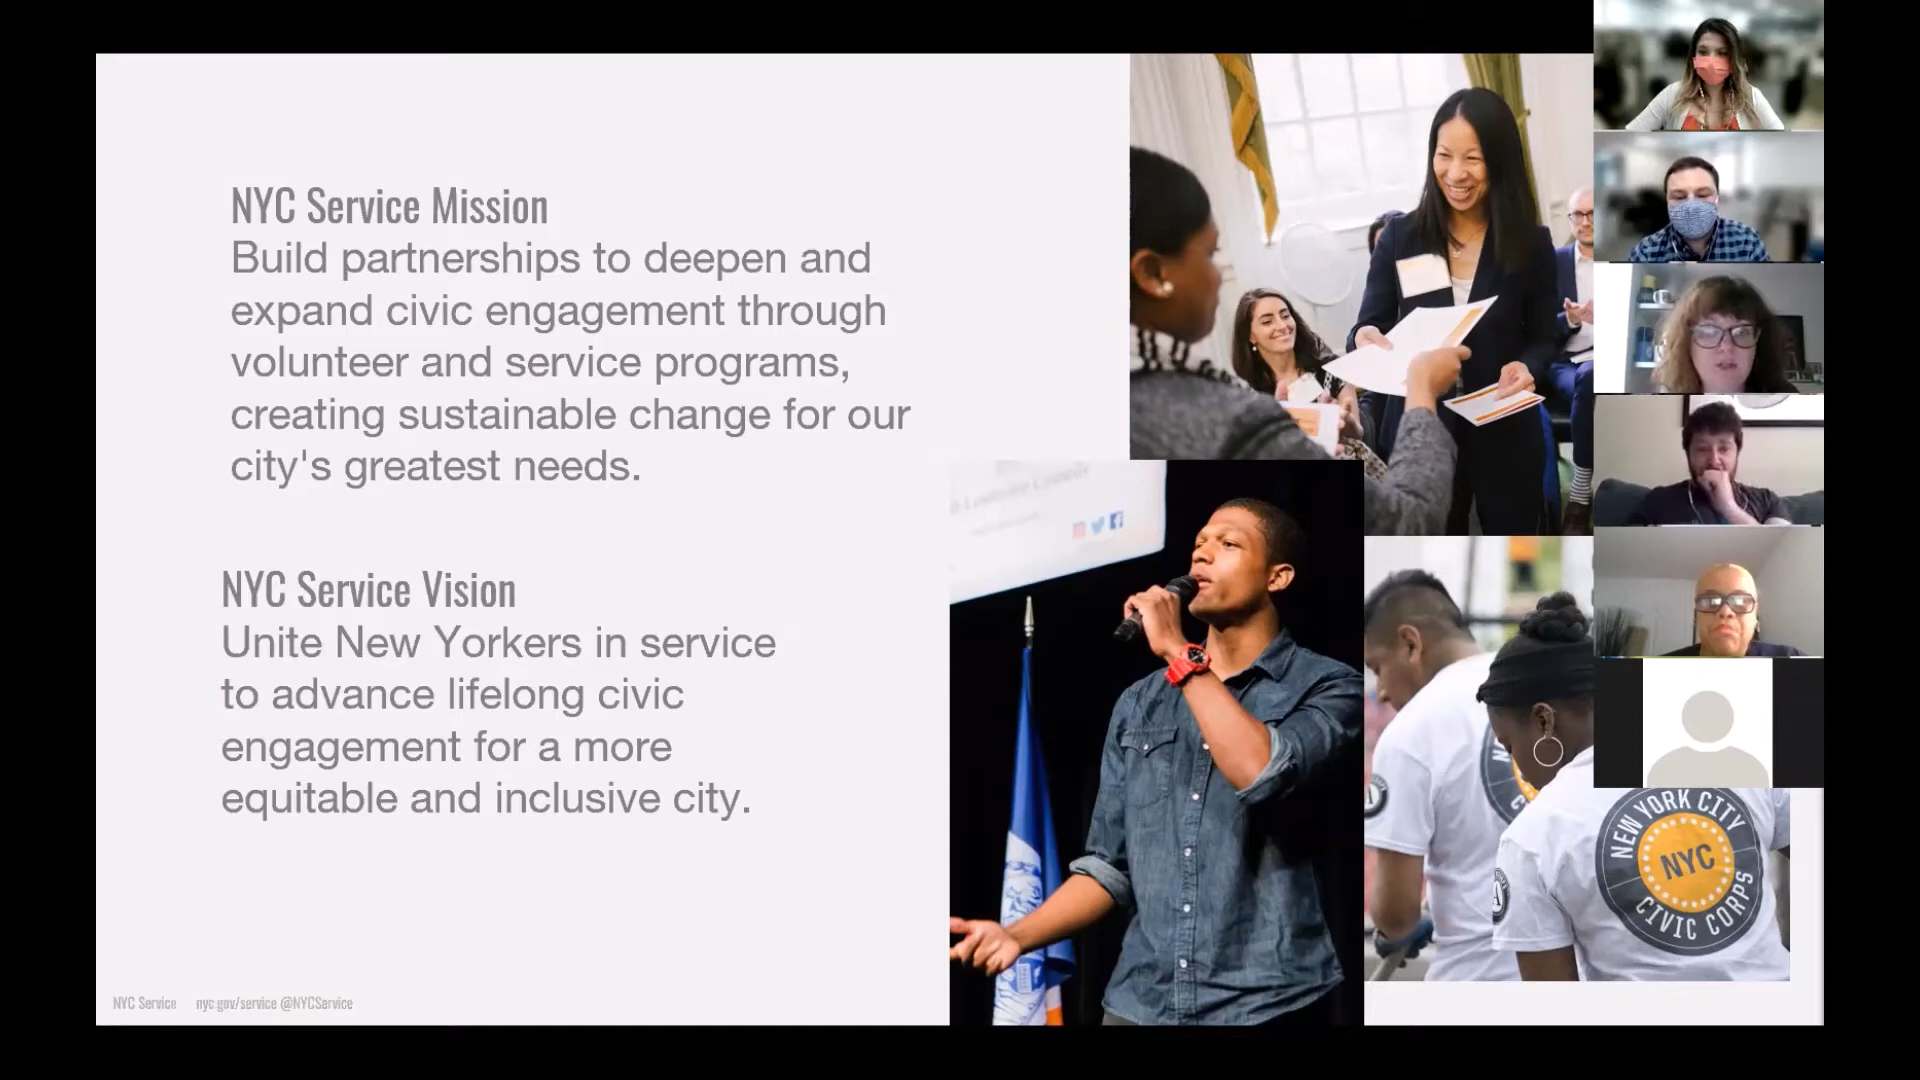 NYC Service Mission
Build partnerships to deepen and
expand civic engagement through
volunteer and service programs,
creating sustainable change for our
city's greatest needs.
NYC Service Vision
Unite New Yorkers in service
to advance lifelong civic
engagement for a more
equitable and inclusive city.
NEW YORK CITY
NYC
CIVIC CORPS
A
NYC Service nyc.gov/service @NYCService